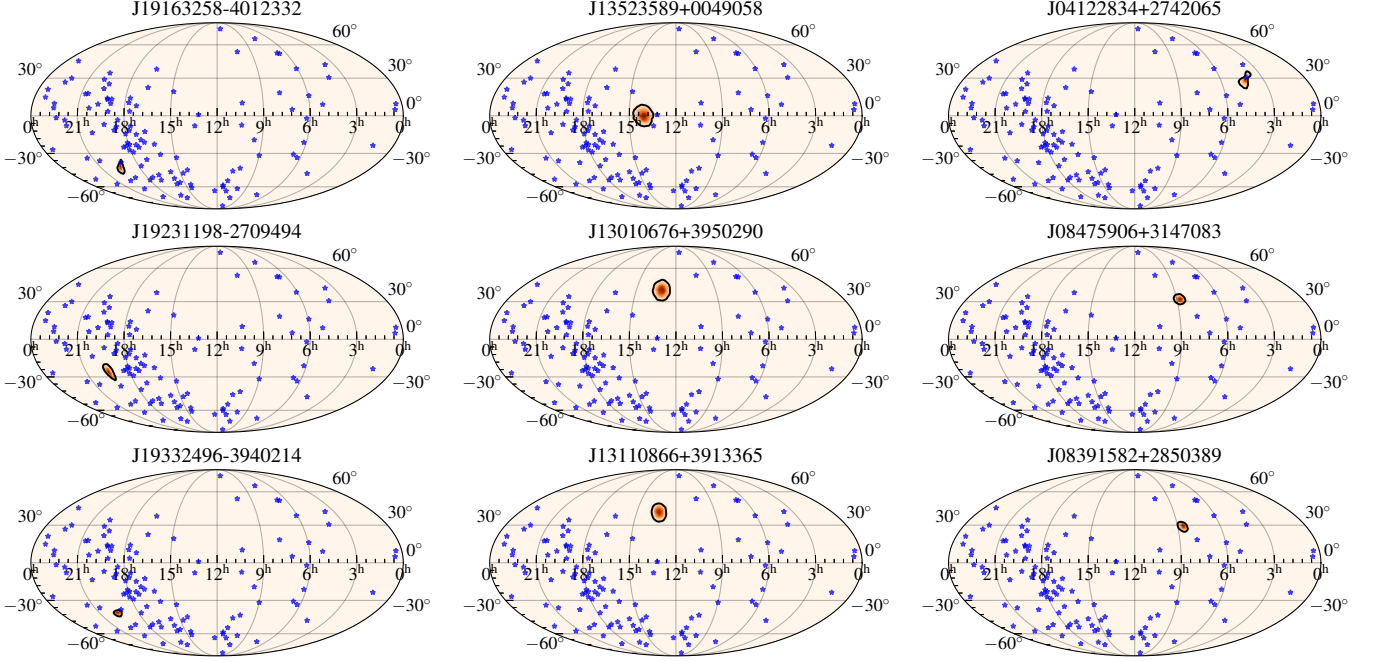 J19163258-4012332 J13523589+0049058 J04122834+2742065
60° 60° 60°
30° 30° 30°
0° 0° 0°
0h 21h 18h 15h 12h 9h 6h 3h 0h 0h 21h 18h 15h 12h 9h 6h 3h 0h 0h 21h 18h 15h 12h 9h 6h 3h 0h
−30° −30° −30° −30° −30° −30°
−60° −60° −60°
J19231198-2709494 J13010676+3950290 J08475906+3147083
60° 60° 60°
30° 30° 30° 30° 30° 30°
0° 0° 0°
0h 21h 18h 15h 12h 9h 6h 3h 0h 0h 21h 18h 15h 12h 9h 6h 3h 0h 0h 21h 18h 15h 12h 9h 6h 3h 0h
−30° −30° −30° −30° −30° −30°
−60° −60° −60°
J19332496-3940214 J13110866+3913365 J08391582+2850389
60° 60° 60°
30° 30° 30° 30° 30° 30°
0° 0° 0°
0h 21h 18h 15h 12h 9h 6h 3h 0h 0h 21h 18h 15h 12h 9h 6h 3h 0h 0h 21h 18h 15h 12h 9h 6h 3h 0h
−30° −30° −30° −30° −30° −30°
−60° −60° −60°